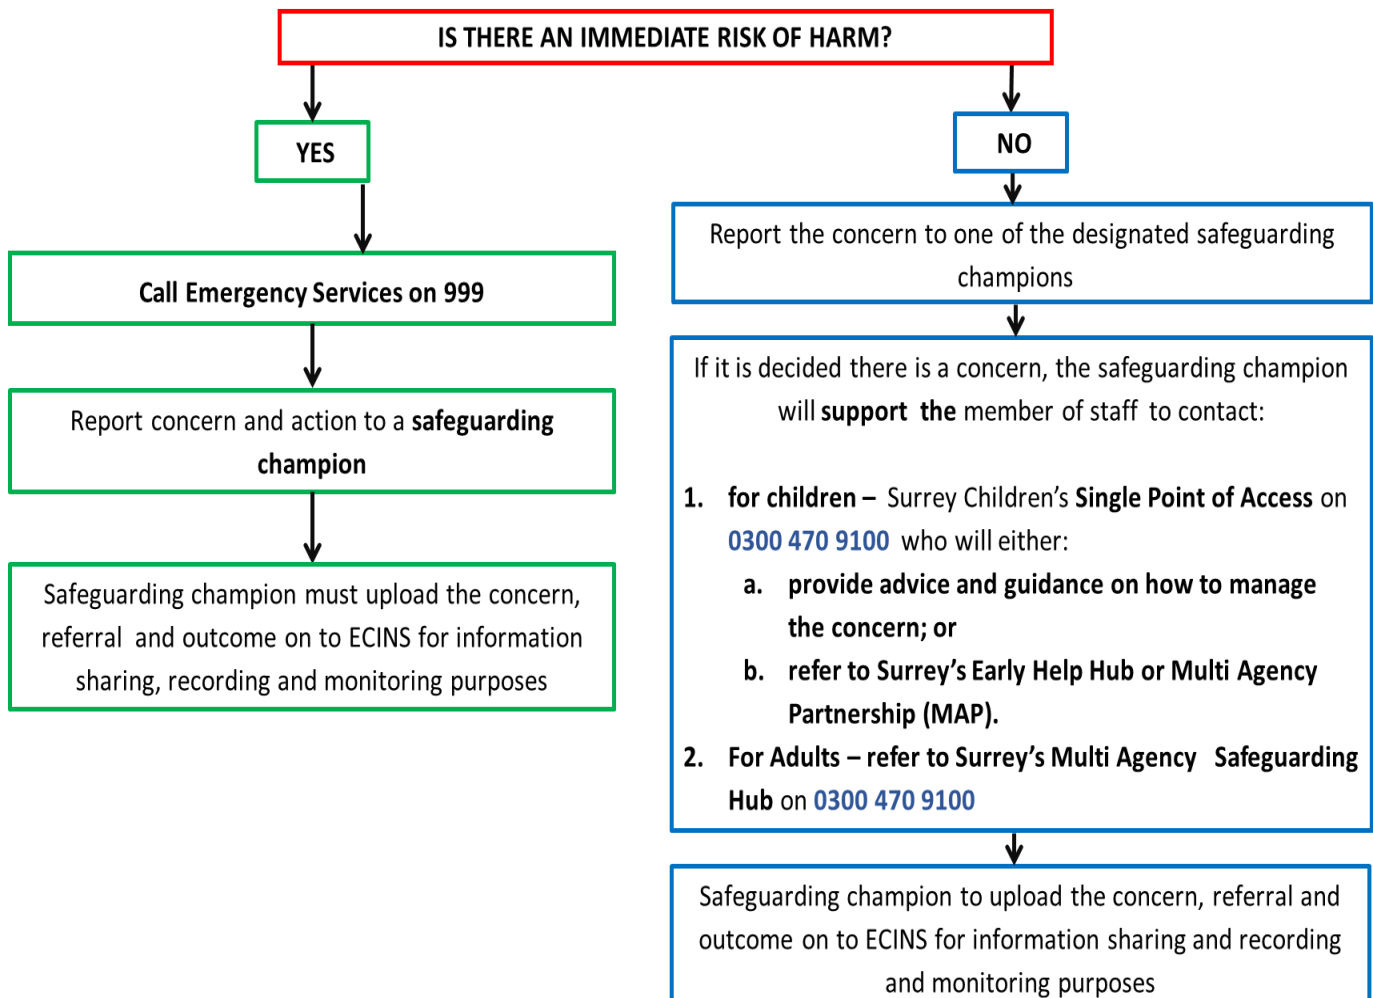 IS THERE AN IMMEDIATE RISK OF HARM?
YES
Call Emergency Services on 999
Report concern and action to a safeguarding
champion
Safeguarding champion must upload the concern,
referral and outcome on to ECINS for information
sharing, recording and monitoring purposes
NO
Report the concern to one of the designated safeguarding
champions
If it is decided there is a concern, the safeguarding champion
will support the member of staff to contact:
1. for children – Surrey Children’s Single Point of Access on
0300 470 9100 who will either:
a. provide advice and guidance on how to manage
the concern; or
b. refer to Surrey’s Early Help Hub or Multi Agency
Partnership (MAP).
2. For Adults – refer to Surrey’s Multi Agency Safeguarding
Hub on 0300 470 9100
Safeguarding champion to upload the concern, referral and
outcome on to ECINS for information sharing and recording
and monitoring purposes